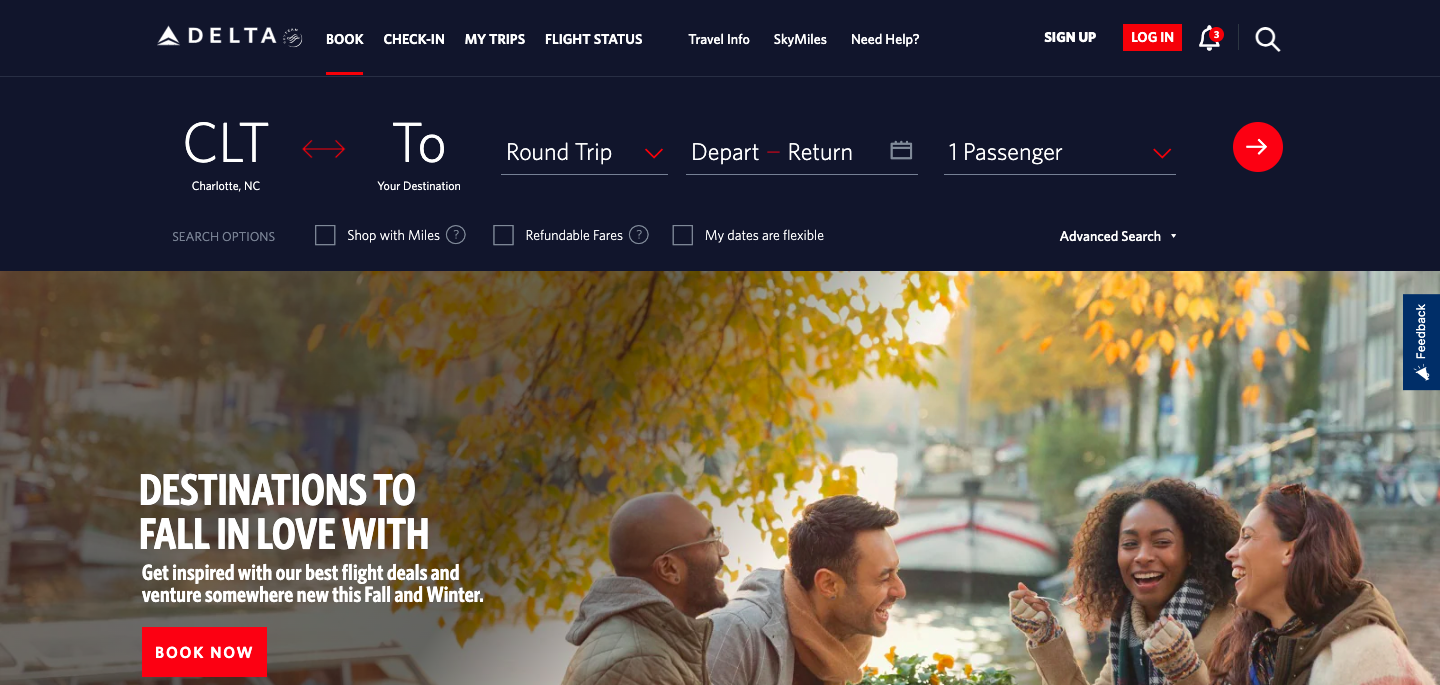 DELTA
BOOK CHECK-IN MY TRIPS FLIGHT STATUS Travel Info SkyMiles Need Help? SIGN UP LOG IN 3
CLT To Round Trip Depart – Return 1 Passenger
Charlotte, NC Your Destination
SEARCH OPTIONS Shop with Miles ? Refundable Fares ? My dates are flexible Advanced Search
Feedback
DESTINATIONS TO
FALL IN LOVE WITH
Get inspired with our best flight deals and
venture somewhere new this Fall and Winter.
BOOK NOW